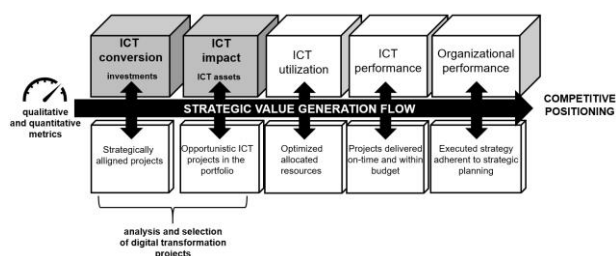 ICT
conversion
investments
ICT
impact
ICT assets
ICT
utilization
ICT
performance
Organizational
performance
qualitative
and quantitative
metrics
STRATEGIC VALUE GENERATION FLOW
COMPETITIVE
POSITIONING
Strategically
alligned projects
Opportunistic ICT
projects in the
portfolio
Optimized
allocated
resources
Projects delivered
on-time and within
budget
Executed strategy
adherent to strategic
planning
analysis and selection
of digital transformation
projects